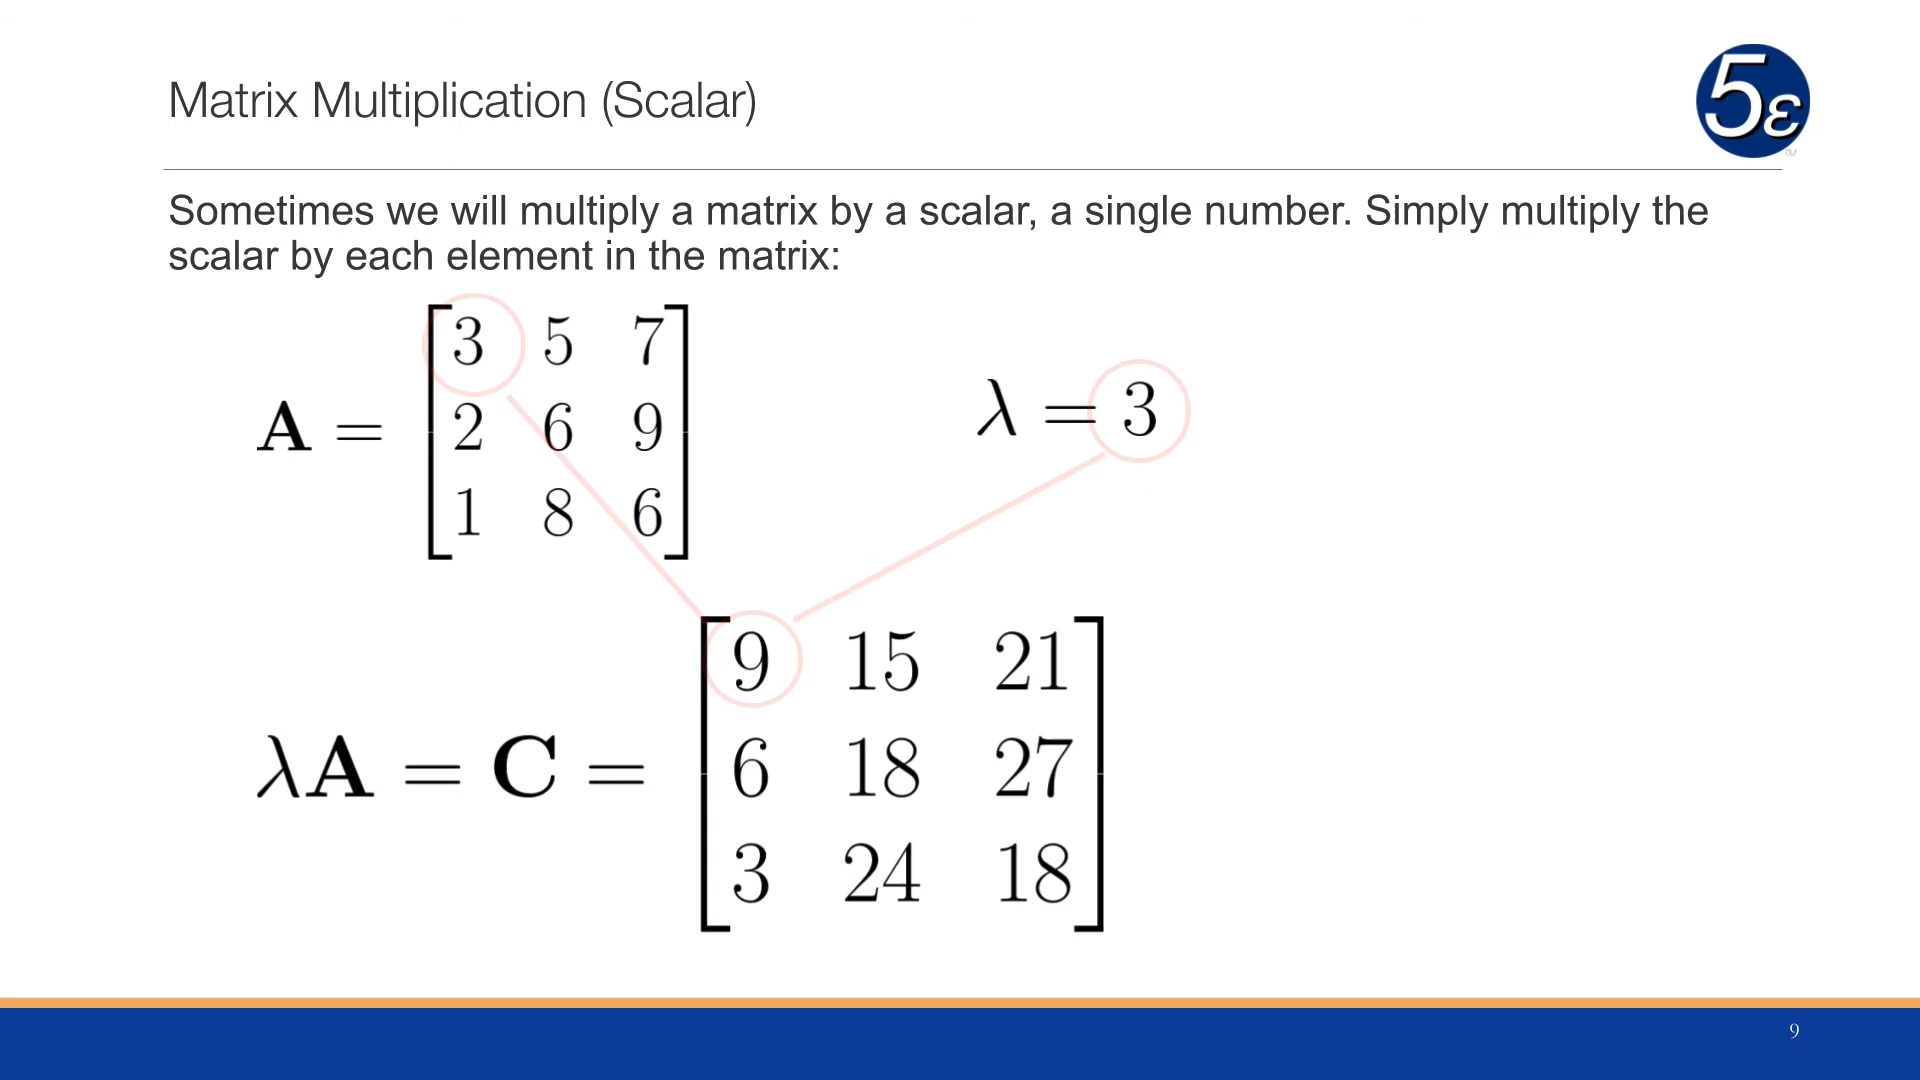 Matrix Multiplication (Scalar)
5ε
TM
Sometimes we will multiply a matrix by a scalar, a single number. Simply multiply the
scalar by each element in the matrix:
A = [3 5 7
2 6 9
1 8 6]
λ = 3
λA = C = [9 15 21
6 18 27
3 24 18]
9